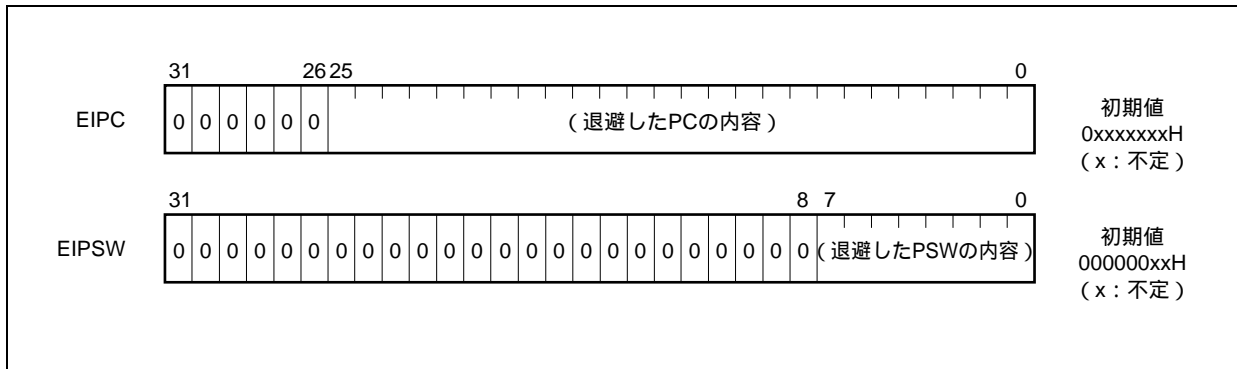 31 26 25 0
EIPC 0 0 0 0 0 0 （退避したPCの内容） 初期値
0xxxxxxxH
（x：不定）
31 8 7 0
EIPSW 0 0 0 0 0 0 0 0 0 0 0 0 0 0 0 0 0 0 0 0 0 0 0 0 （退避したPSWの内容） 初期値
000000xxH
（x：不定）